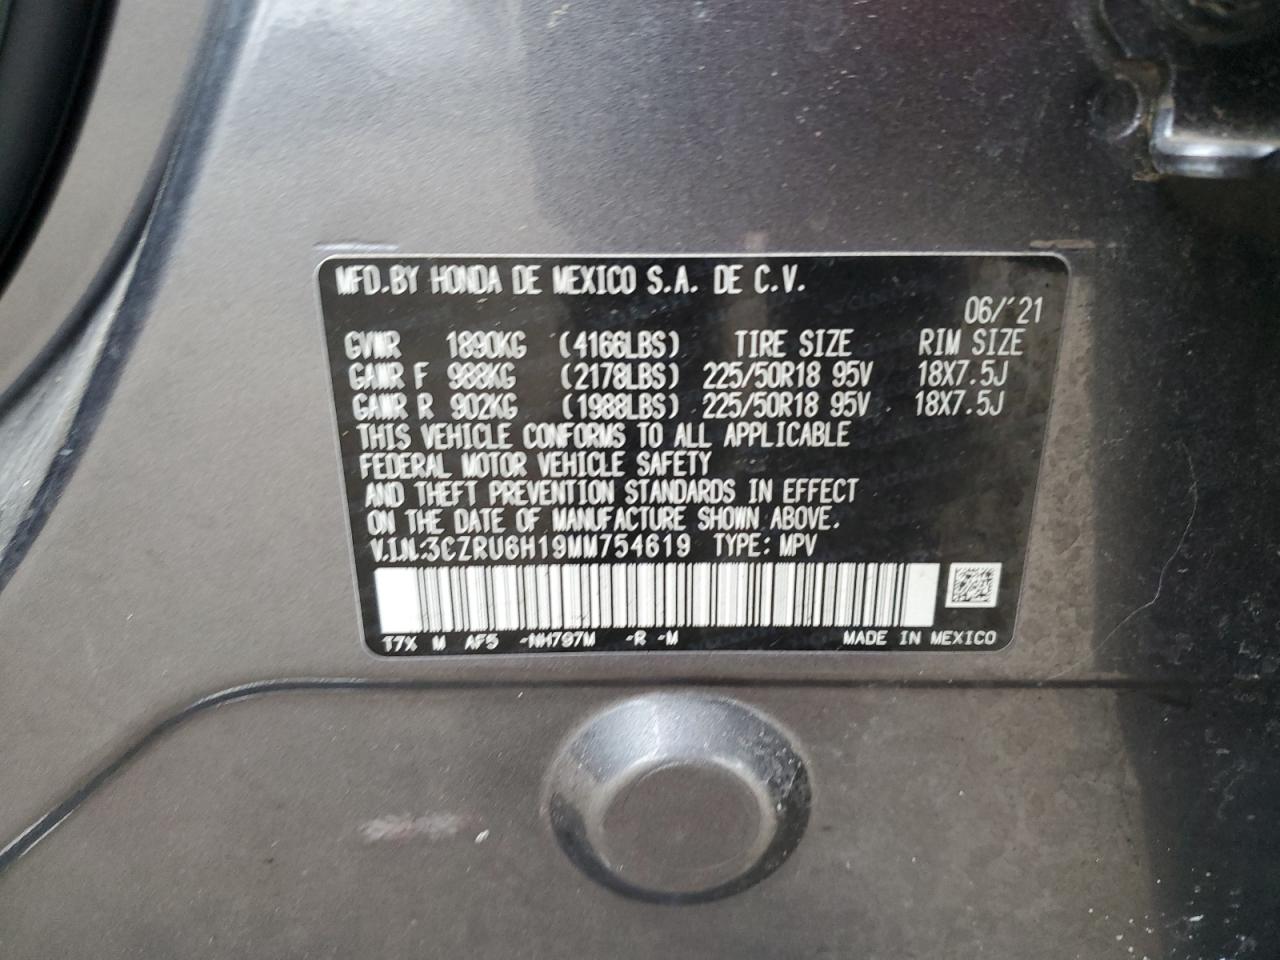 MFD.BY HONDA DE MEXICO S.A. DE C.V.
06/'21
GVWR 1890KG (4166LBS) TIRE SIZE RIM SIZE
GAWR F 988KG (2178LBS) 225/50R18 95V 18X7.5J
GAWR R 902KG (1988LBS) 225/50R18 95V 18X7.5J
THIS VEHICLE CONFORMS TO ALL APPLICABLE
FEDERAL MOTOR VEHICLE SAFETY
AND THEFT PREVENTION STANDARDS IN EFFECT
ON THE DATE OF MANUFACTURE SHOWN ABOVE.
V.I.N.:3CZRU6H19MM754619 TYPE: MPV
T7X M AF5 -NH797M -R -M MADE IN MEXICO